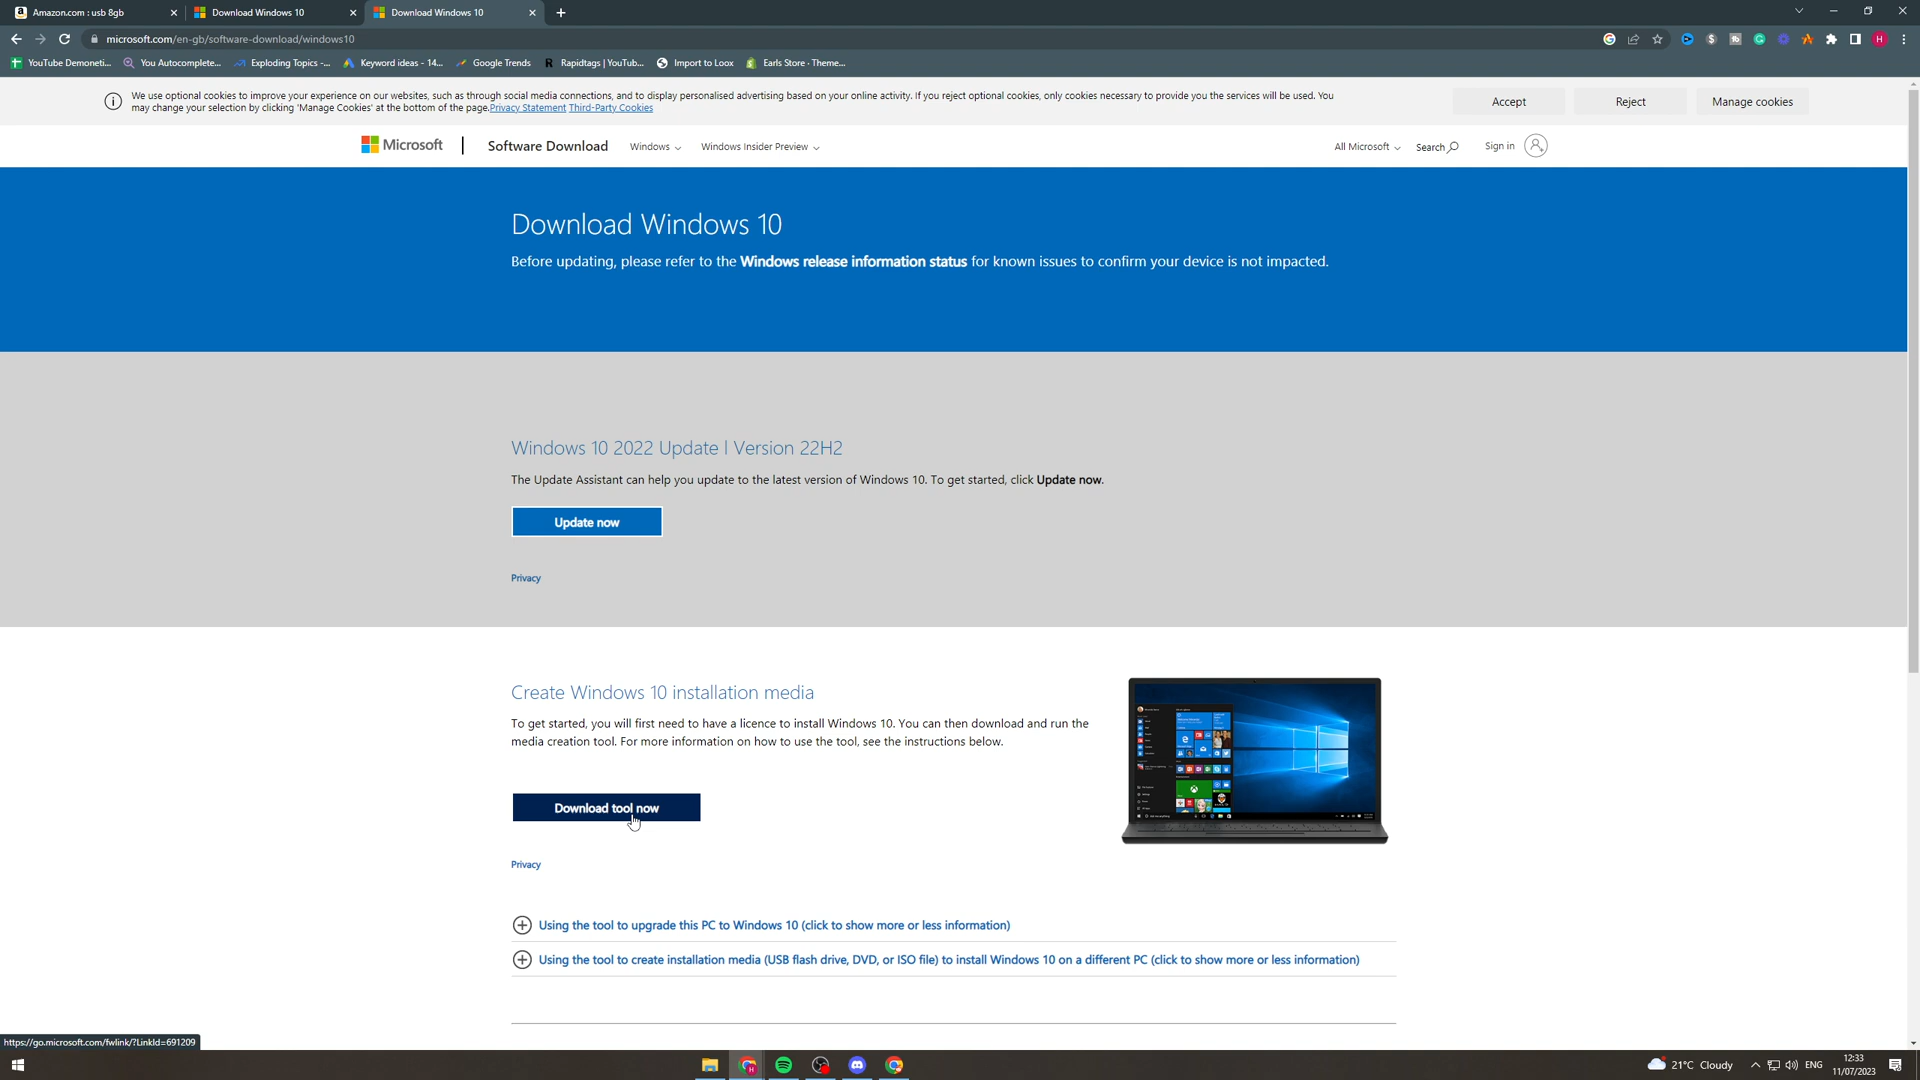 Amazon.com : usb 8gb
Download Windows 10
Download Windows 10
microsoft.com/en-gb/software-download/windows10
YouTube Demoneti...
You Autocomplete...
Exploding Topics -...
Keyword ideas - 14...
Google Trends
Rapidtags | YouTub...
Import to Loox
Earls Store · Theme...
We use optional cookies to improve your experience on our websites, such as through social media connections, and to display personalised advertising based on your online activity. If you reject optional cookies, only cookies necessary to provide you the services will be used. You
may change your selection by clicking 'Manage Cookies' at the bottom of the page.Privacy Statement Third-Party Cookies
Accept
Reject
Manage cookies
Microsoft
Software Download
Windows
Windows Insider Preview
All Microsoft
Search
Sign in
Download Windows 10
Before updating, please refer to the Windows release information status for known issues to confirm your device is not impacted.
Windows 10 2022 Update | Version 22H2
The Update Assistant can help you update to the latest version of Windows 10. To get started, click Update now.
Update now
Privacy
Create Windows 10 installation media
To get started, you will first need to have a licence to install Windows 10. You can then download and run the
media creation tool. For more information on how to use the tool, see the instructions below.
Download tool now
Privacy
Using the tool to upgrade this PC to Windows 10 (click to show more or less information)
Using the tool to create installation media (USB flash drive, DVD, or ISO file) to install Windows 10 on a different PC (click to show more or less information)
https://go.microsoft.com/fwlink/?LinkId=691209
21°C Cloudy
ENG
12:33
11/07/2023